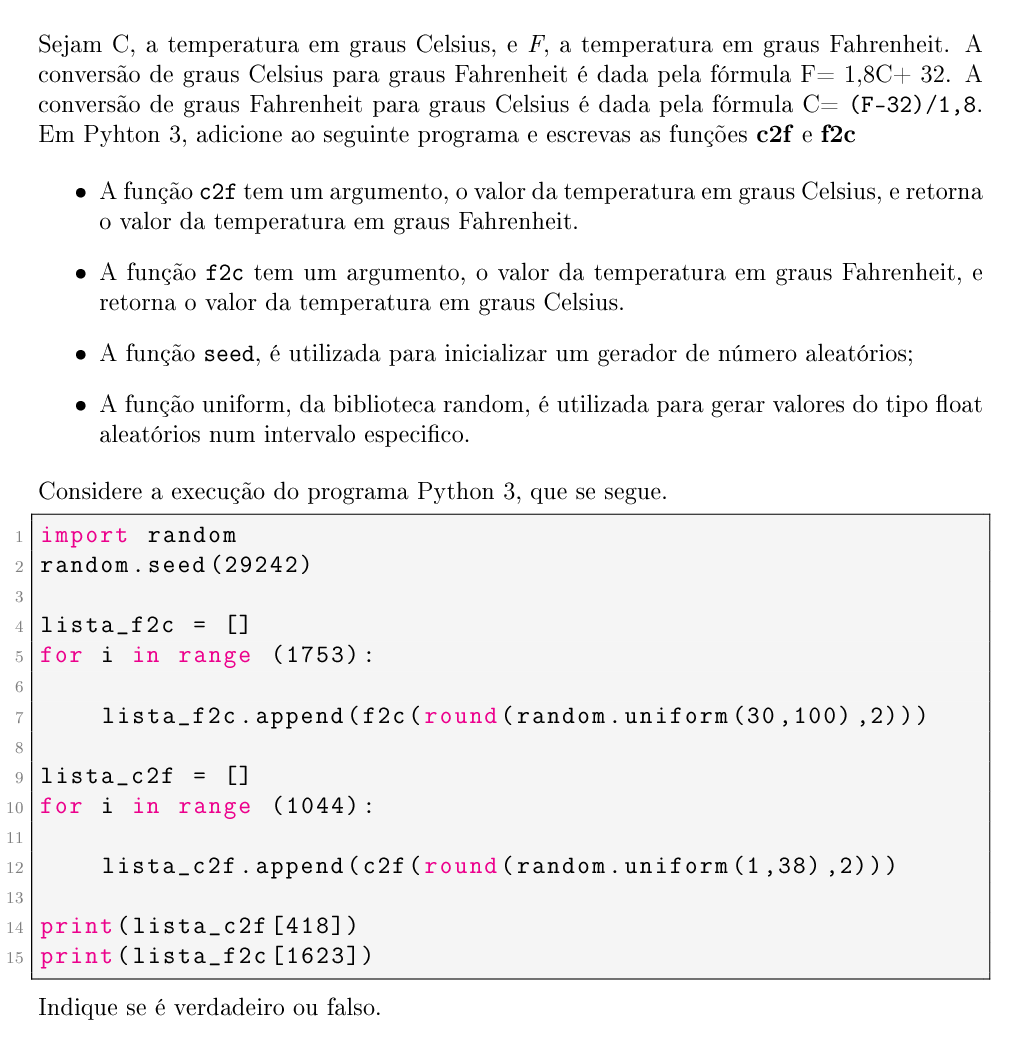 Sejam C, a temperatura em graus Celsius, e F, a temperatura em graus Fahrenheit. A
conversão de graus Celsius para graus Fahrenheit é dada pela fórmula F= 1,8C+ 32. A
conversão de graus Fahrenheit para graus Celsius é dada pela fórmula C= (F-32)/1,8.
Em Pyhton 3, adicione ao seguinte programa e escrevas as funções c2f e f2c
• A função c2f tem um argumento, o valor da temperatura em graus Celsius, e retorna
o valor da temperatura em graus Fahrenheit.
• A função f2c tem um argumento, o valor da temperatura em graus Fahrenheit, e
retorna o valor da temperatura em graus Celsius.
• A função seed, é utilizada para inicializar um gerador de número aleatórios;
• A função uniform, da biblioteca random, é utilizada para gerar valores do tipo float
aleatórios num intervalo especifico.
Considere a execução do programa Python 3, que se segue.
1 import random
2 random.seed(29242)
3
4 lista_f2c = []
5 for i in range (1753):
6
7     lista_f2c.append(f2c(round(random.uniform(30,100),2)))
8
9 lista_c2f = []
10 for i in range (1044):
11
12     lista_c2f.append(c2f(round(random.uniform(1,38),2)))
13
14 print(lista_c2f[418])
15 print(lista_f2c[1623])
Indique se é verdadeiro ou falso.